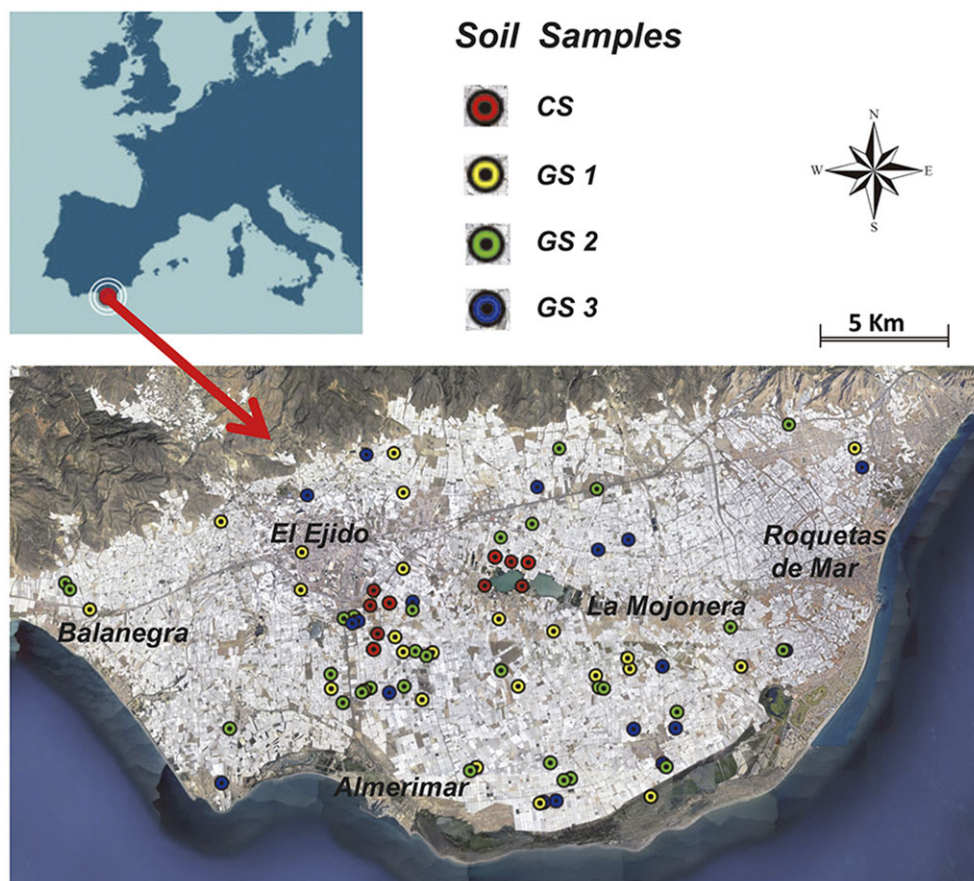 Soil Samples
CS
GS 1
GS 2
GS 3
N
W
E
S
5 Km
El Ejido
Roquetas
de Mar
La Mojonera
Balanegra
Almerimar